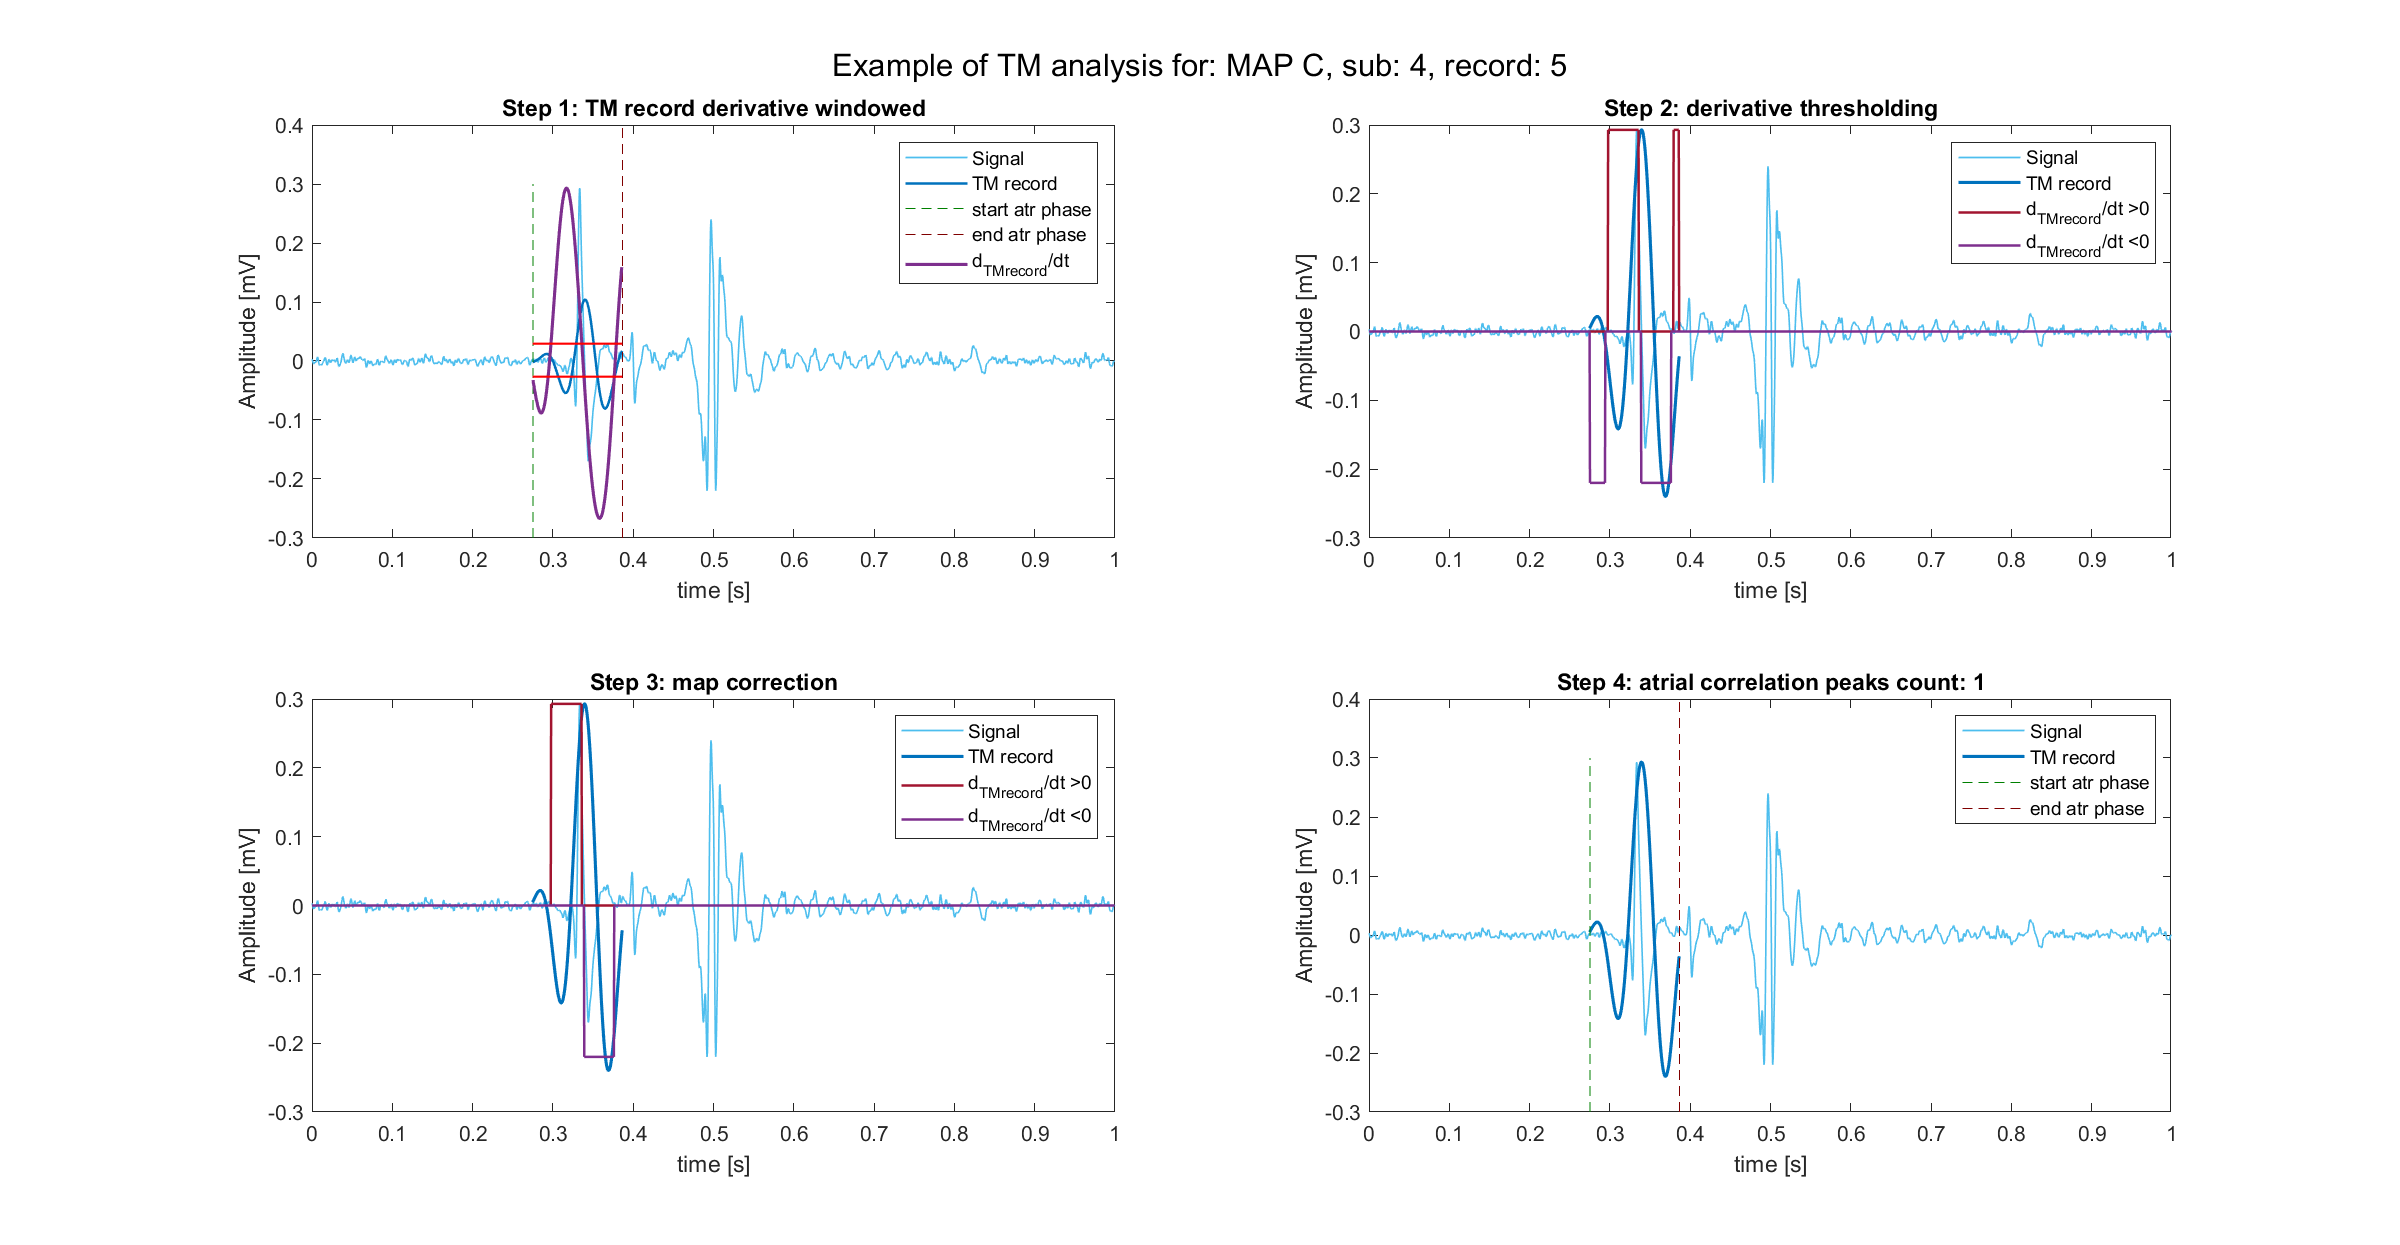 Example of TM analysis for: MAP C, sub: 4, record: 5
Step 1: TM record derivative windowed
0.4
0.3
0.2
0.1
0
-0.1
-0.2
-0.3
Amplitude [mV]
0 0.1 0.2 0.3 0.4 0.5 0.6 0.7 0.8 0.9 1
time [s]
Signal
TM record
start atr phase
end atr phase
dTMrecord/dt
Step 2: derivative thresholding
0.3
0.2
0.1
0
-0.1
-0.2
-0.3
Amplitude [mV]
0 0.1 0.2 0.3 0.4 0.5 0.6 0.7 0.8 0.9 1
time [s]
Signal
TM record
dTMrecord/dt >0
dTMrecord/dt <0
Step 3: map correction
0.3
0.2
0.1
0
-0.1
-0.2
-0.3
Amplitude [mV]
0 0.1 0.2 0.3 0.4 0.5 0.6 0.7 0.8 0.9 1
time [s]
Signal
TM record
dTMrecord/dt >0
dTMrecord/dt <0
Step 4: atrial correlation peaks count: 1
0.4
0.3
0.2
0.1
0
-0.1
-0.2
-0.3
Amplitude [mV]
0 0.1 0.2 0.3 0.4 0.5 0.6 0.7 0.8 0.9 1
time [s]
Signal
TM record
start atr phase
end atr phase